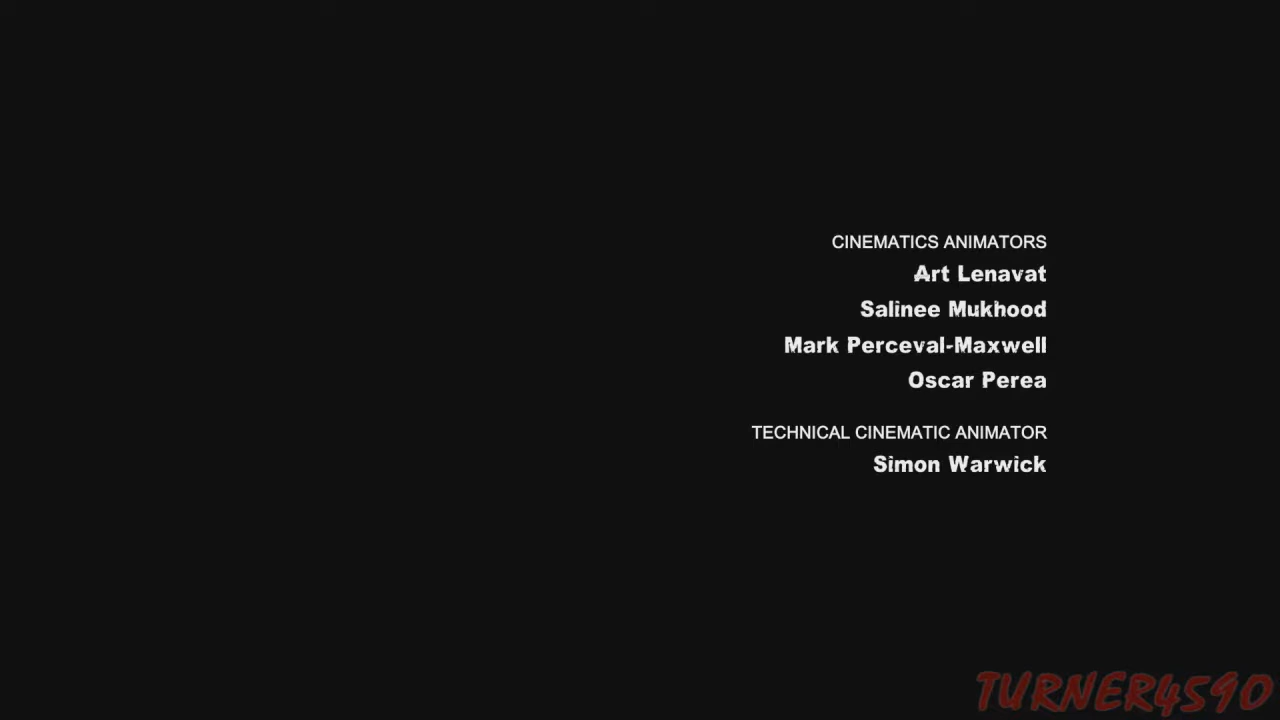 CINEMATICS ANIMATORS
Art Lenavat
Salinee Mukhood
Mark Perceval-Maxwell
Oscar Perea
TECHNICAL CINEMATIC ANIMATOR
Simon Warwick
TURNER4590